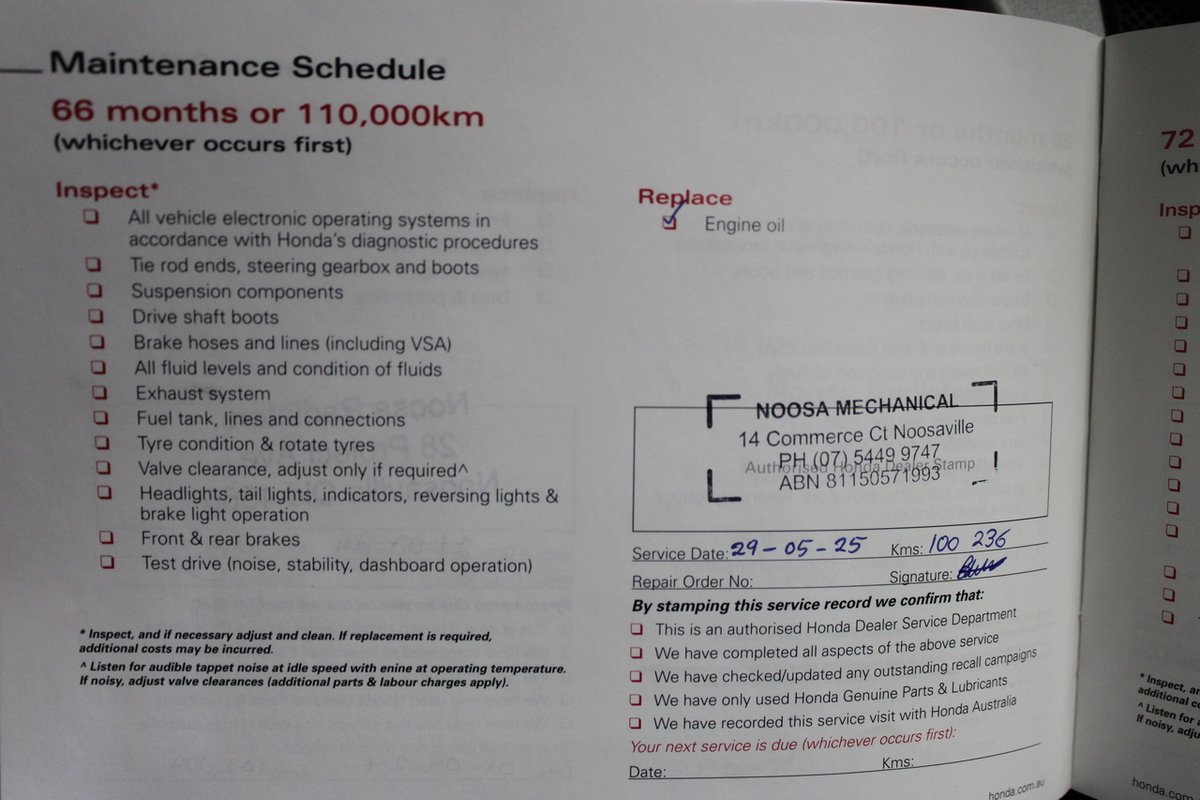 Maintenance Schedule
66 months or 110,000km
(whichever occurs first)
Inspect*
All vehicle electronic operating systems in
accordance with Honda's diagnostic procedures
Tie rod ends, steering gearbox and boots
Suspension components
Drive shaft boots
Brake hoses and lines (including VSA)
All fluid levels and condition of fluids
Exhaust system
Fuel tank, lines and connections
Tyre condition & rotate tyres
Valve clearance, adjust only if required^
Headlights, tail lights, indicators, reversing lights &
brake light operation
Front & rear brakes
Test drive (noise, stability, dashboard operation)
* Inspect, and if necessary adjust and clean. If replacement is required,
additional costs may be incurred.
^ Listen for audible tappet noise at idle speed with enine at operating temperature.
If noisy, adjust valve clearances (additional parts & labour charges apply).
Replace
Engine oil
NOOSA MECHANICAL
14 Commerce Ct Noosaville
PH (07) 5449 9747
Authorised Honda Dealer Stamp
ABN 81150571993
Service Date: 29-05-25 Kms: 100 236
Repair Order No: Signature:
By stamping this service record we confirm that:
This is an authorised Honda Dealer Service Department
We have completed all aspects of the above service
We have checked/updated any outstanding recall campaigns
We have only used Honda Genuine Parts & Lubricants
We have recorded this service visit with Honda Australia
Your next service is due (whichever occurs first):
Date: Kms:
honda.com.au
72
(wh
Insp
* Inspect, an
additional co
^ Listen for a
If noisy, adju
honda.com